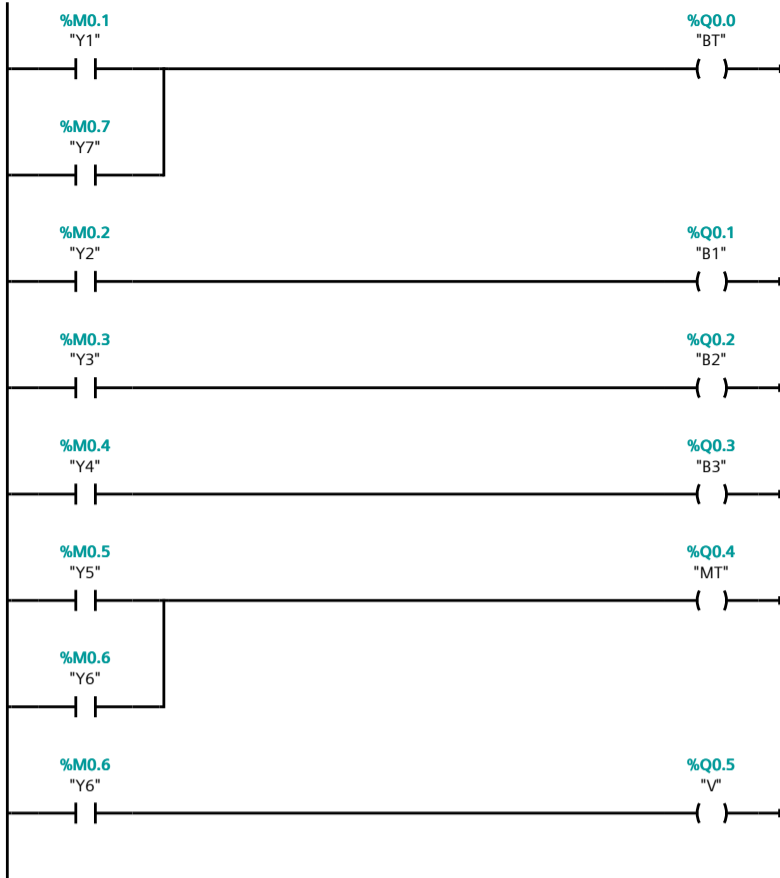 %M0.1 %Q0.0
"Y1" "BT"
%M0.7
"Y7"
%M0.2 %Q0.1
"Y2" "B1"
%M0.3 %Q0.2
"Y3" "B2"
%M0.4 %Q0.3
"Y4" "B3"
%M0.5 %Q0.4
"Y5" "MT"
%M0.6
"Y6"
%M0.6 %Q0.5
"Y6" "V"